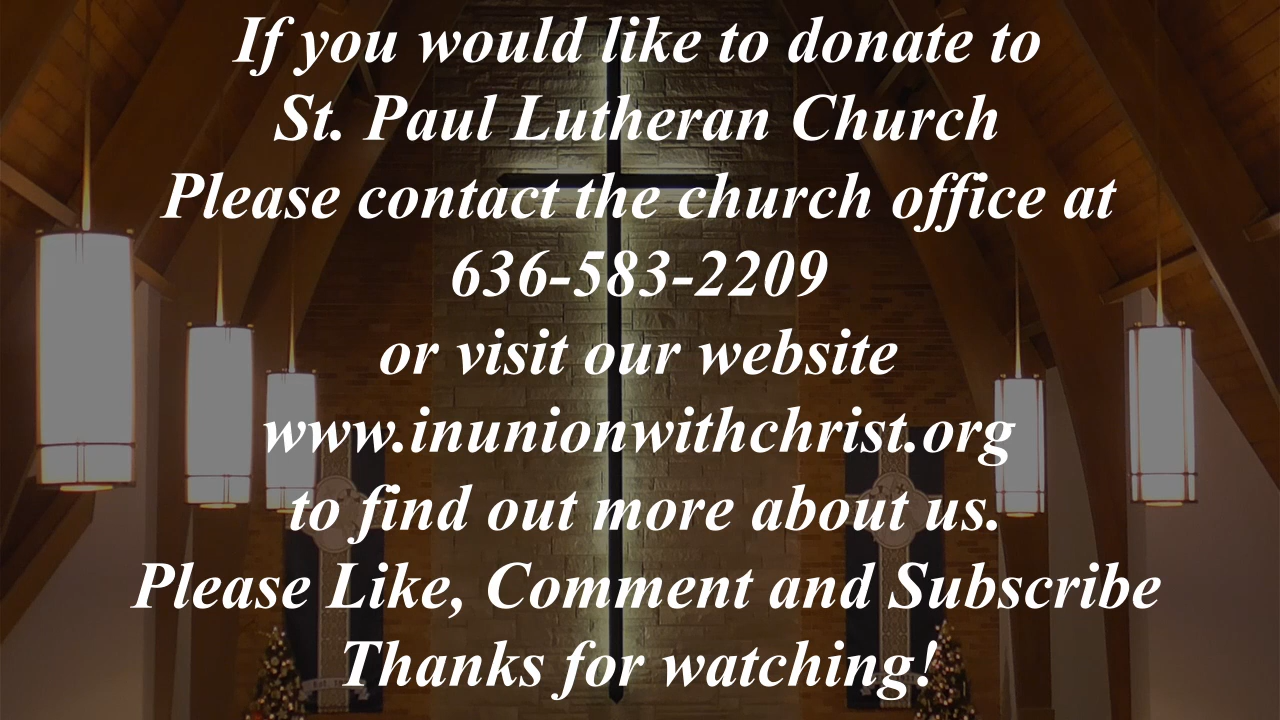 If you would like to donate to
St. Paul Lutheran Church
Please contact the church office at
636-583-2209
or visit our website
www.inunionwithchrist.org
to find out more about us.
Please Like, Comment and Subscribe
Thanks for watching!